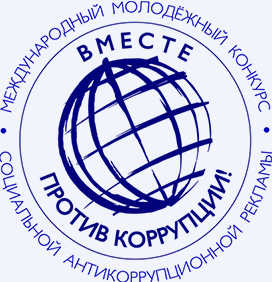 МЕЖДУНАРОДНЫЙ МОЛОДЁЖНЫЙ КОНКУРС
СОЦИАЛЬНОЙ АНТИКОРРУПЦИОННОЙ РЕКЛАМЫ
ВМЕСТЕ
ПРОТИВ КОРРУПЦИИ!